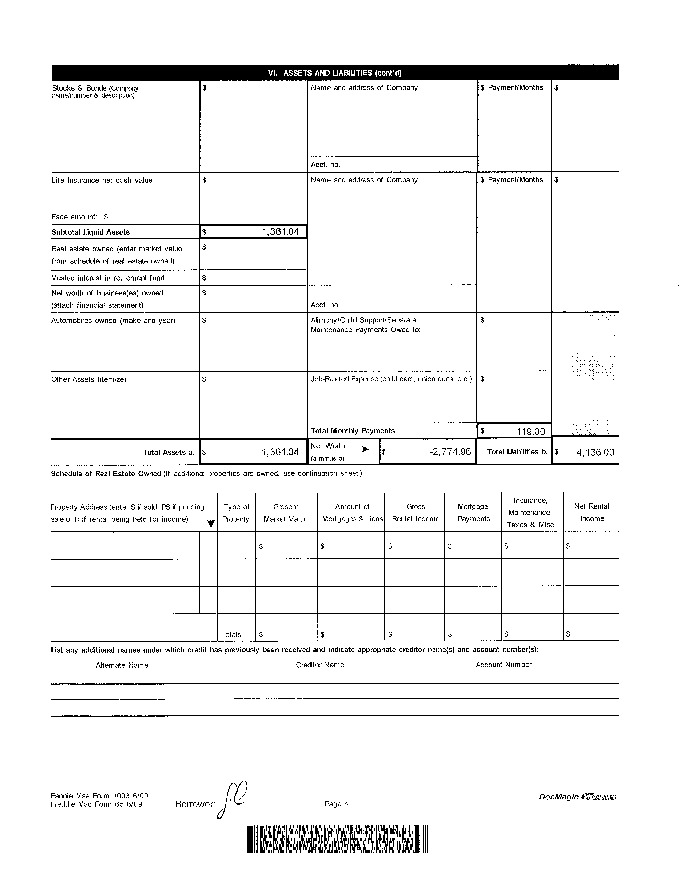 VI. ASSETS AND LIABILITIES (cont'd)
Stocks & Bonds (Company name/number & description)
$
Name and address of Company
$ Payment/Months
$
Acct. no.
Life Insurance net cash value
$
Name and address of Company
$ Payment/Months
$
Face amount: $
Subtotal Liquid Assets
$ 1,361.04
Real estate owned (enter market value
from schedule of real estate owned)
$
Vested interest in retirement fund
$
Net worth of business(es) owned
(attach financial statement)
$
Acct. no.
Automobiles owned (make and year)
$
Alimony/Child Support/Separate
Maintenance Payments Owed to:
$
Other Assets (itemize)
$
Job-Related Expense (child care, union dues, etc.)
$
Total Monthly Payments
$ 119.00
Total Assets a.
$ 1,361.04
Net Worth
(a minus b)
$ -2,774.96
Total Liabilities b.
$ 4,136.00
Schedule of Real Estate Owned (If additional properties are owned, use continuation sheet)
Property Address (enter S if sold, PS if pending
sale or R if rental being held for income)
Type of
Property
Present
Market Value
Amount of
Mortgages & Liens
Gross
Rental Income
Mortgage
Payments
Insurance,
Maintenance
Taxes & Misc.
Net Rental
Income
$ $ $ $ $ $
Totals $ $ $ $ $ $
List any additional names under which credit has previously been received and indicate appropriate creditor name(s) and account number(s):
Alternate Name Creditor Name Account Number
Fannie Mae Form 1003 6/09
Freddie Mac Form 65 6/09
Borrower
Page 4
DocMagic